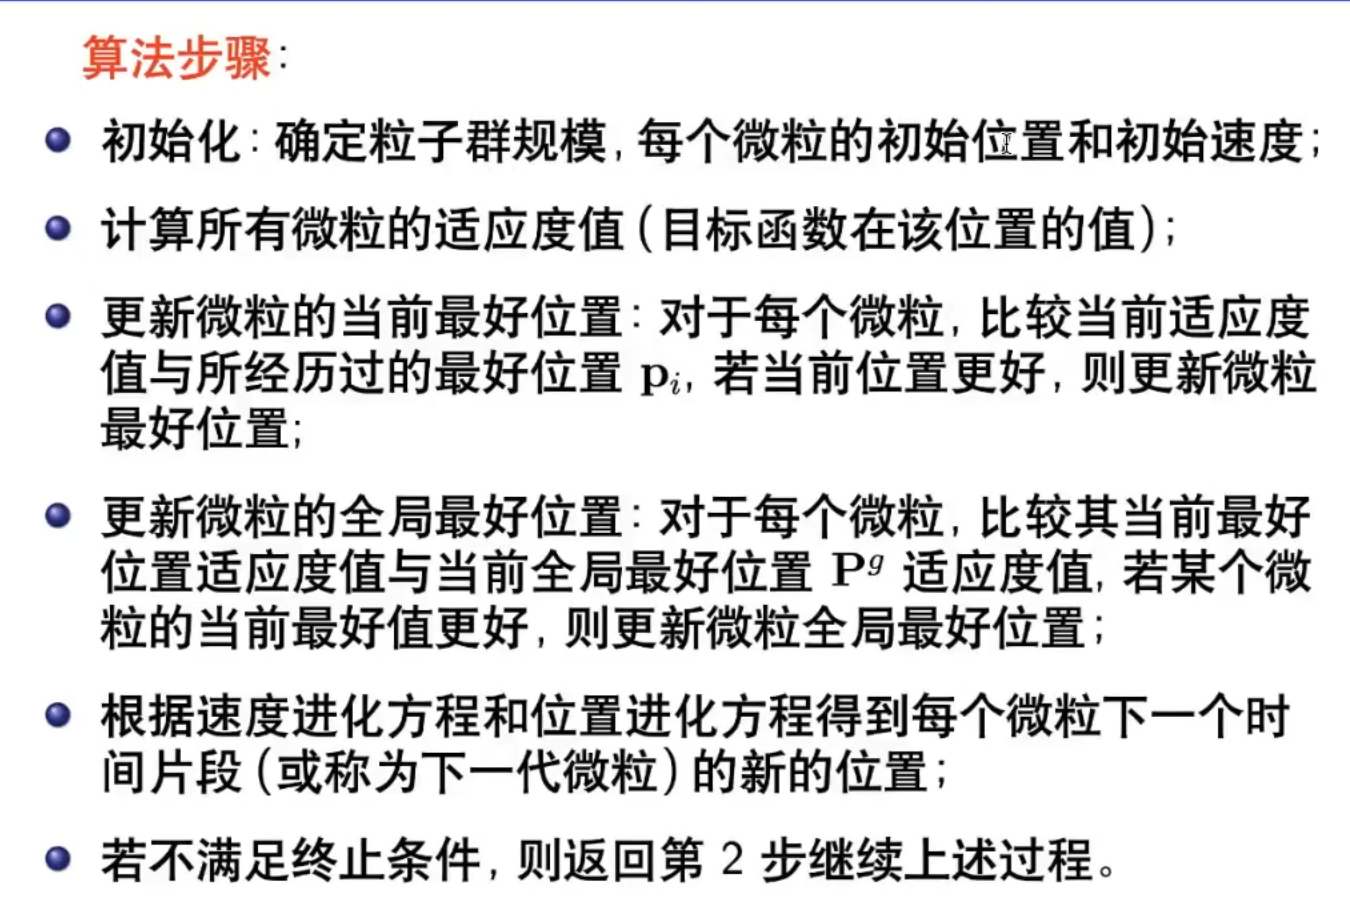 算法步骤:
初始化: 确定粒子群规模, 每个微粒的初始位置和初始速度;
计算所有微粒的适应度值 (目标函数在该位置的值);
更新微粒的当前最好位置: 对于每个微粒, 比较当前适应度
值与所经历过的最好位置 pᵢ, 若当前位置更好, 则更新微粒
最好位置;
更新微粒的全局最好位置: 对于每个微粒, 比较其当前最好
位置适应度值与当前全局最好位置 Pᵍ 适应度值, 若某个微
粒的当前最好值更好, 则更新微粒全局最好位置;
根据速度进化方程和位置进化方程得到每个微粒下一个时
间片段 (或称为下一代微粒) 的新的位置;
若不满足终止条件, 则返回第 2 步继续上述过程。